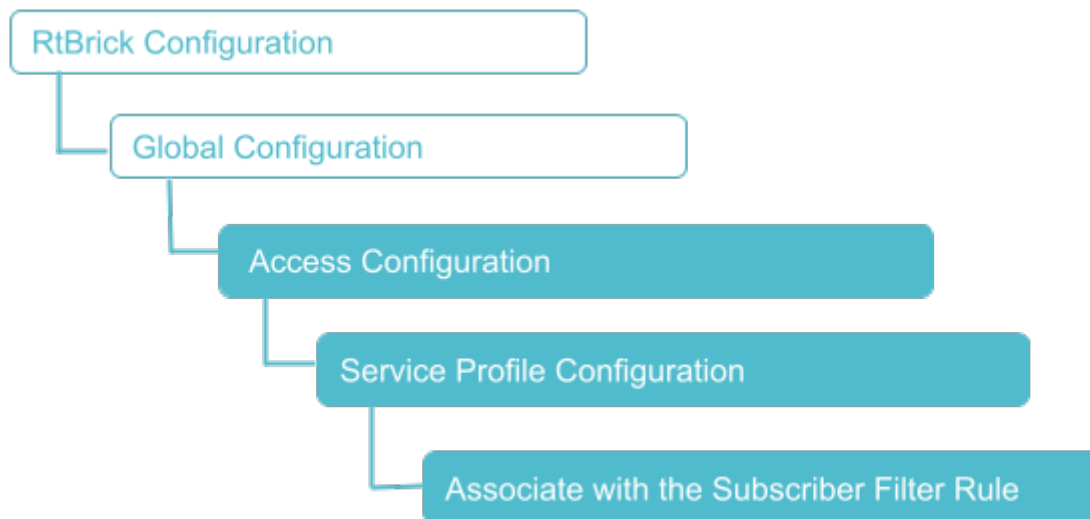 RtBrick Configuration
Global Configuration
Access Configuration
Service Profile Configuration
Associate with the Subscriber Filter Rule